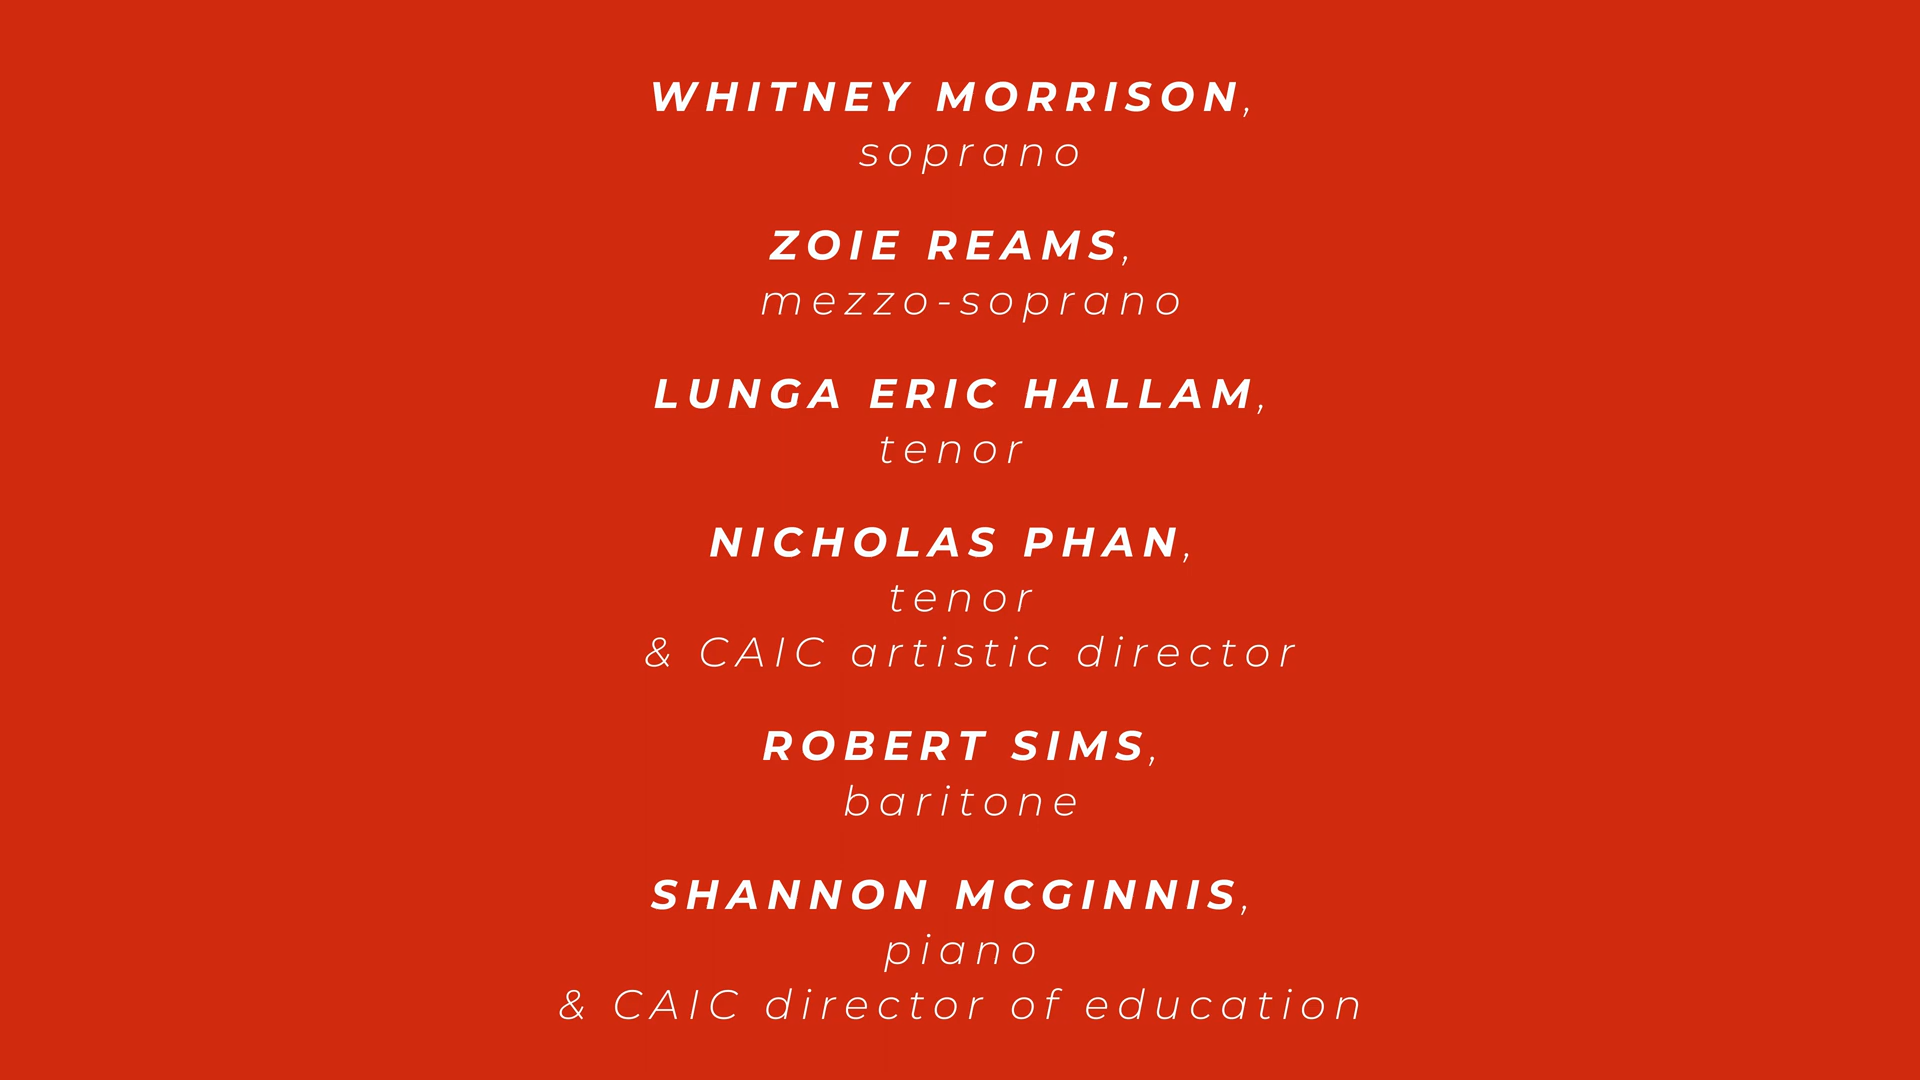 WHITNEY MORRISON,
soprano
ZOIE REAMS,
mezzo-soprano
LUNGA ERIC HALLAM,
tenor
NICHOLAS PHAN,
tenor
& CAIC artistic director
ROBERT SIMS,
baritone
SHANNON MCGINNIS,
piano
& CAIC director of education